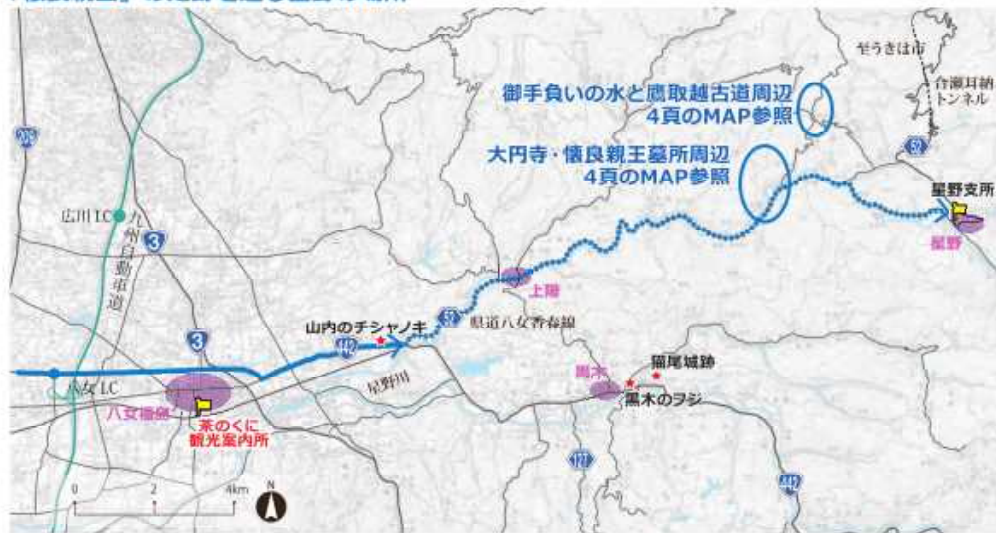 至うきは市
合瀬耳納
トンネル
御手負いの水と鷹取越古道周辺
4頁のMAP参照
大円寺・懐良親王墓所周辺
4頁のMAP参照
52
星野支所
星野
209
広川I.C
九州自動車道
3
上陽
52
県道八女香春線
山内のチシャノキ
442
3
猫尾城跡
黒木
黒木のフジ
星野川
八女I.C
八女福島
茶のくに
観光案内所
127
442
0 2 4km
N